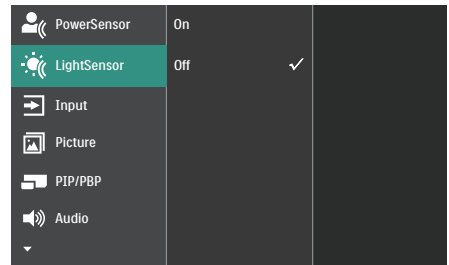 PowerSensor
On
LightSensor
Off
Input
Picture
PIP/PBP
Audio